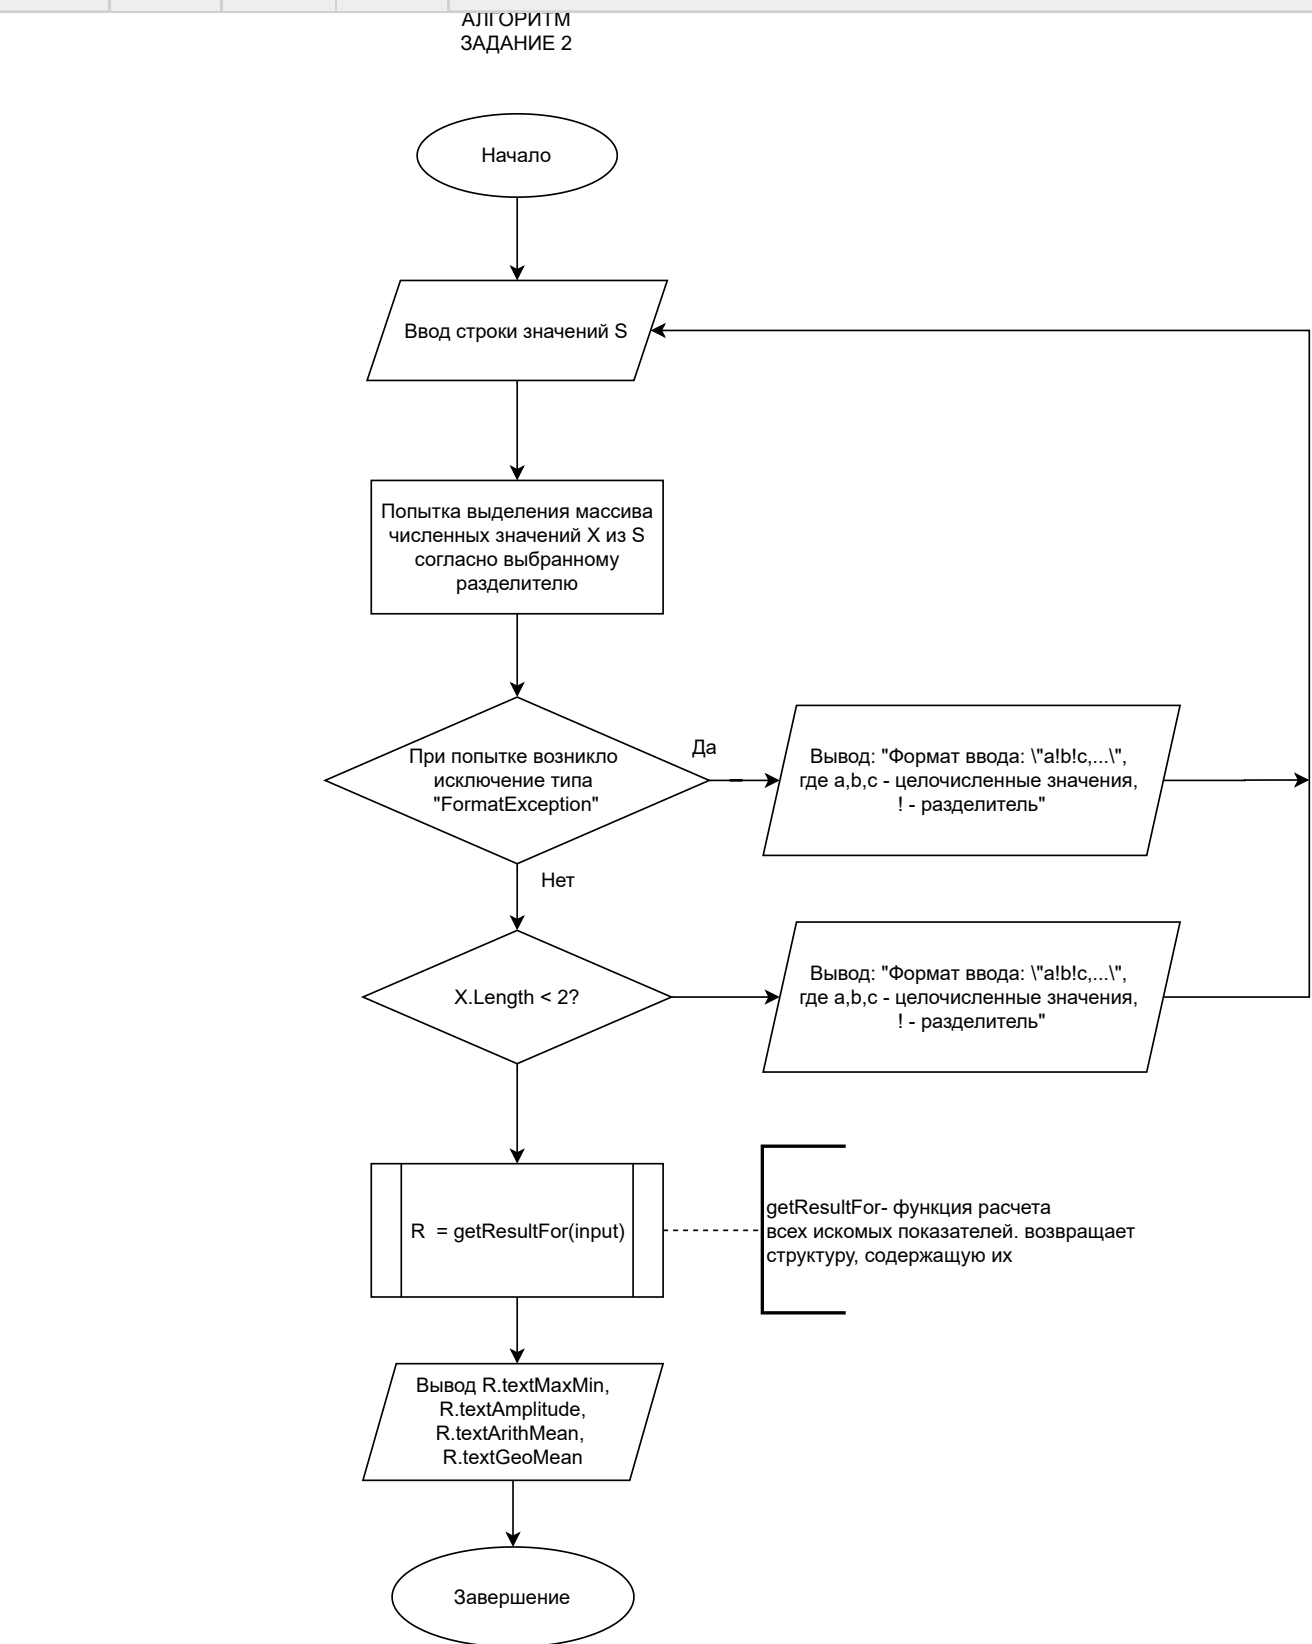 АЛГОРИТМ
ЗАДАНИЕ 2
Начало
Ввод строки значений S
Попытка выделения массива
численных значений X из S
согласно выбранному
разделителю
При попытке возникло
исключение типа
"FormatException"
Да
Вывод: "Формат ввода: \"a!b!c,...\",
где a,b,c - целочисленные значения,
! - разделитель"
Нет
X.Length < 2?
Вывод: "Формат ввода: \"a!b!c,...\",
где a,b,c - целочисленные значения,
! - разделитель"
R  = getResultFor(input)
getResultFor- функция расчета
всех искомых показателей. возвращает
структуру, содержащую их
Вывод R.textMaxMin,
R.textAmplitude,
R.textArithMean,
R.textGeoMean
Завершение